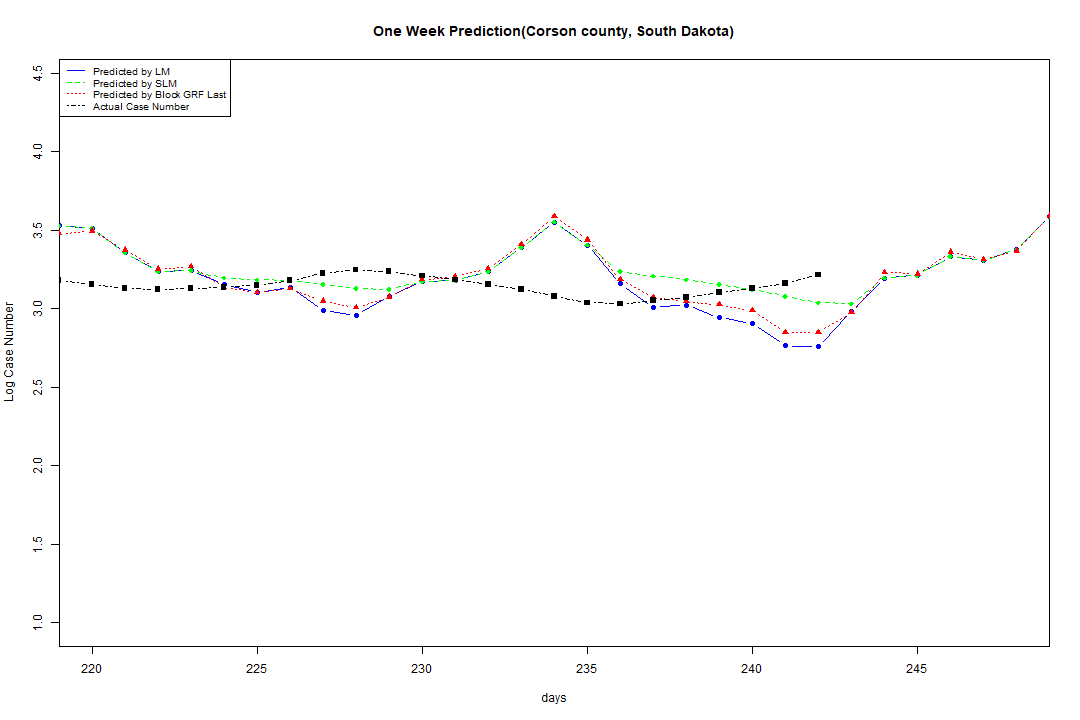 One Week Prediction(Corson county, South Dakota)
Predicted by LM
Predicted by SLM
Predicted by Block GRF Last
Actual Case Number
4.5
4.0
3.5
3.0
2.5
2.0
1.5
1.0
Log Case Number
220 225 230 235 240 245
days